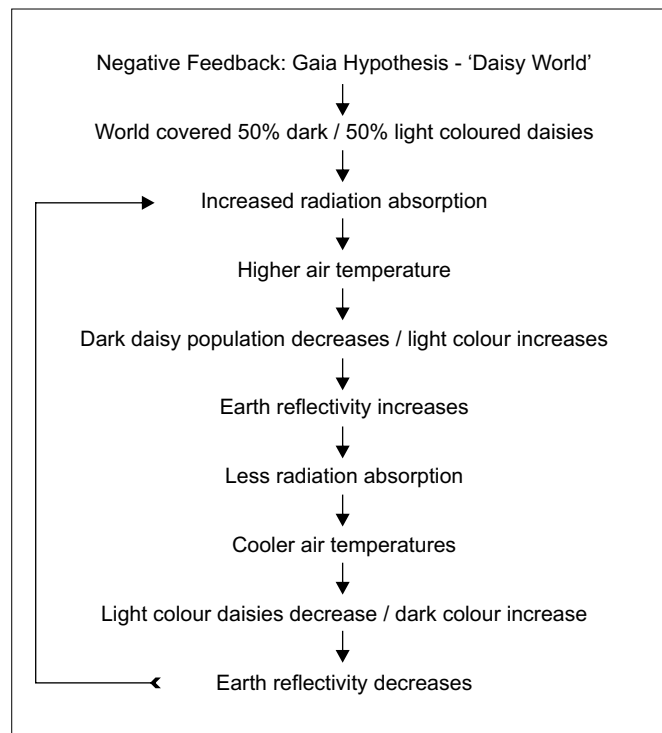 Negative Feedback: Gaia Hypothesis - ‘Daisy World’
World covered 50% dark / 50% light coloured daisies
Increased radiation absorption
Higher air temperature
Dark daisy population decreases / light colour increases
Earth reflectivity increases
Less radiation absorption
Cooler air temperatures
Light colour daisies decrease / dark colour increase
Earth reflectivity decreases